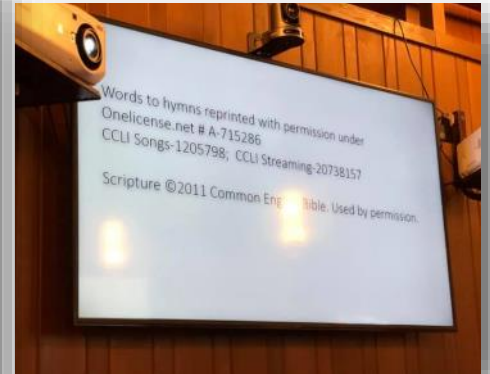 Words to hymns reprinted with permission under
Onelicense.net # A-715286
CCLI Songs-1205798; CCLI Streaming-20738157
Scripture ©2011 Common Bible. Used by permission.